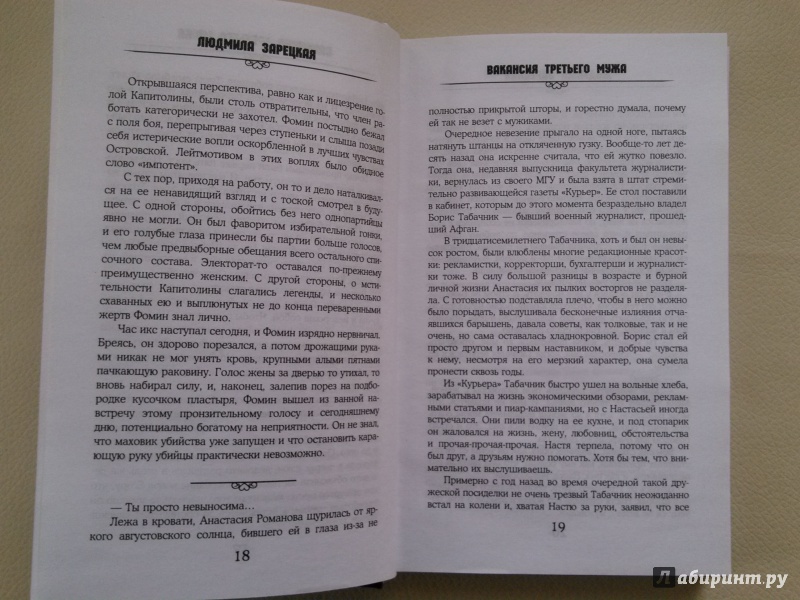 ЛЮДМИЛА ЗАРЕЦКАЯ
Открывшаяся перспектива, равно как и лицезрение го-
лой Капитолины, были столь отвратительны, что член ра-
ботать категорически не захотел. Фомин постыдно бежал
с поля боя, перепрыгивая через ступеньки и слыша позади
себя истерические вопли оскорбленной в лучших чувствах
Островской. Лейтмотивом в этих воплях было обидное
слово «импотент».
С тех пор, приходя на работу, он то и дело наталкивал-
ся на ее ненавидящий взгляд и с тоской смотрел в буду-
щее. С одной стороны, обойтись без него однопартийцы
явно не могли. Он был фаворитом избирательной гонки,
и его голубые глаза принесли бы партии больше голосов,
чем любые предвыборные обещания всего остального спи-
сочного состава. Электорат-то оставался по-прежнему
преимущественно женским. С другой стороны, о мсти-
тельности Капитолины слагались легенды, и несколько
схаванных ею и выплюнутых не до конца переваренными
жертв Фомин знал лично.
Час икс наступал сегодня, и Фомин изрядно нервничал.
Бреясь, он здорово порезался, а потом дрожащими рука-
ми никак не мог унять кровь, крупными алыми пятнами
пачкающую раковину. Голос жены за дверью то утихал, то
вновь набирал силу, и, наконец, залепив порез на подбо-
родке кусочком пластыря, Фомин вышел из ванной на-
встречу этому пронзительному голосу и сегодняшнему
дню, потенциально богатому на неприятности. Он не знал,
что маховик убийства уже запущен и что остановить кара-
ющую руку убийцы практически невозможно.
— Ты просто невыносима...
Лежа в кровати, Анастасия Романова щурилась от яр-
кого августовского солнца, бившего ей в глаза из-за не
18
ВАКАНСИЯ ТРЕТЬЕГО МУЖА
полностью прикрытой шторы, и горестно думала, почему
ей так не везет с мужиками.
Очередное невезение прыгало на одной ноге, пытаясь
натянуть штанцы на откляченную гузку. Вообще-то лет
десять назад она искренне считала, что ей жутко повезло.
Тогда она, недавняя выпускница факультета журналисти-
ки, вернулась из своего МГУ и была взята в штат стреми-
тельно развивающей газеты «Курьер». Ее стол поставили
в кабинет, которым до этого момента безраздельно владел
Борис Табачник — бывший военный журналист, прошед-
ший Афган.
В тридцатисемилетнего Табачника, хоть и был он невы-
сок ростом, были влюблены многие редакционные красот-
ки: рекламистки, корректорши, бухгалтерши и журналист-
ки тоже. В силу большой разницы в возрасте и бурной
личной жизни Анастасия их пылких восторгов не разделя-
ла. С готовностью подставляла плечо, чтобы в него можно
было порыдать, выслушивала бесконечные излияния отча-
явшихся барышень, давала советы, как толковые, так и не
очень, но сама оставалась хладнокровной. Борис стал ей
просто другом и первым наставником, и добрые чувства
к нему, несмотря на его мерзкий характер, она сумела
пронести сквозь годы.
Из «Курьера» Табачник быстро ушел на вольные хлеба,
зарабатывал на жизнь экономическими обзорами, реклам-
ными статьями и пиар-кампаниями, но с Настасьей иногда
встречался. Они пили водку на ее кухне, и под стопарик
он жаловался на жизнь, жену, любовниц, обстоятельства
и прочая-прочая-прочая. Настя терпела, потому что он
был друг, а друзьям нужно помогать. Хотя бы тем, что вни-
мательно их выслушиваешь.
Примерно с год назад во время очередной такой дру-
жеской посиделки не очень трезвый Табачник неожиданно
встал на колени и, хватая Настю за руки, заявил, что все
19
Лабиринт.ру